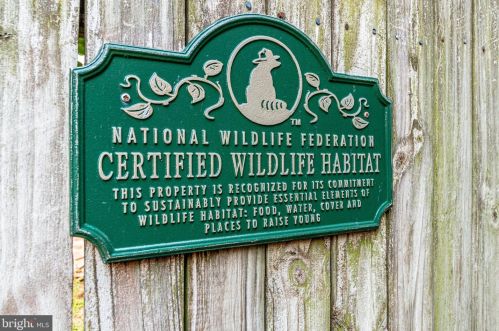 TM
NATIONAL WILDLIFE FEDERATION
CERTIFIED WILDLIFE HABITAT
THIS PROPERTY IS RECOGNIZED FOR ITS COMMITMENT
TO SUSTAINABLY PROVIDE ESSENTIAL ELEMENTS OF
WILDLIFE HABITAT: FOOD, WATER, COVER AND
PLACES TO RAISE YOUNG
bright MLS